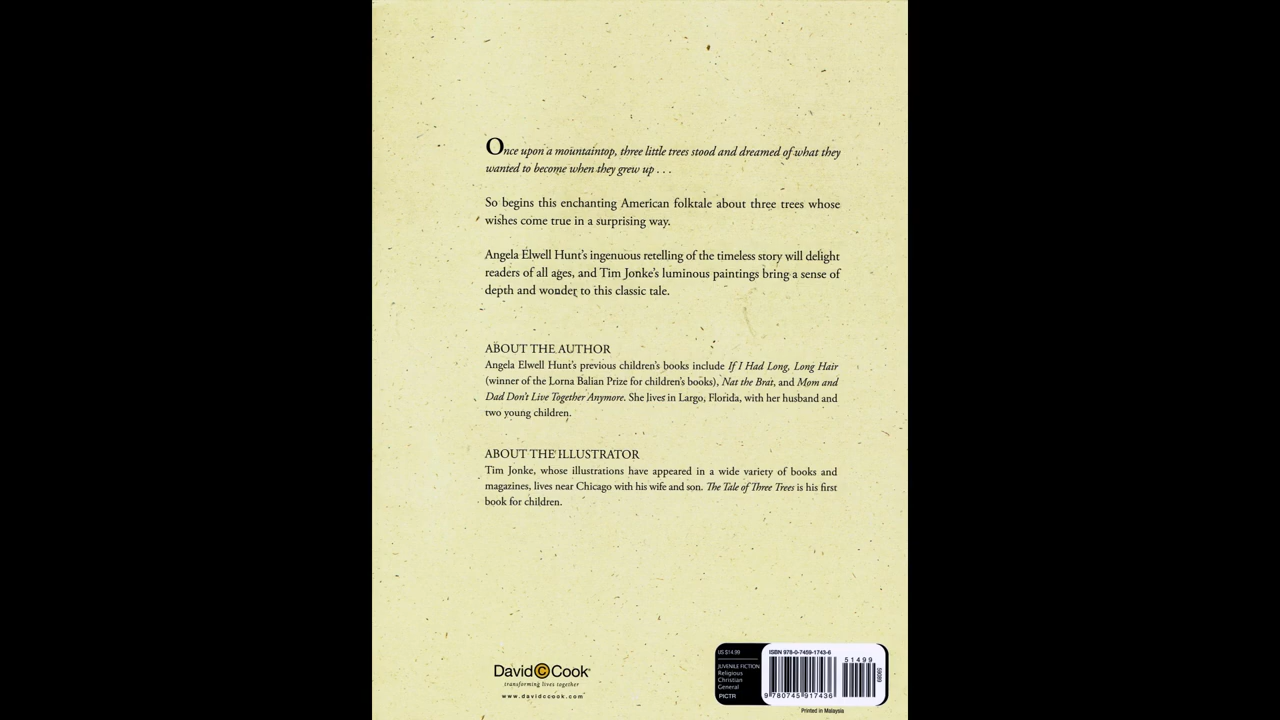 Once upon a mountaintop, three little trees stood and dreamed of what they
wanted to become when they grew up . . .
So begins this enchanting American folktale about three trees whose
wishes come true in a surprising way.
Angela Elwell Hunt's ingenuous retelling of the timeless story will delight
readers of all ages, and Tim Jonke's luminous paintings bring a sense of
depth and wonder to this classic tale.
ABOUT THE AUTHOR
Angela Elwell Hunt's previous children's books include If I Had Long, Long Hair
(winner of the Lorna Balian Prize for children's books), Nat the Brat, and Mom and
Dad Don't Live Together Anymore. She lives in Largo, Florida, with her husband and
two young children.
ABOUT THE ILLUSTRATOR
Tim Jonke, whose illustrations have appeared in a wide variety of books and
magazines, lives near Chicago with his wife and son. The Tale of Three Trees is his first
book for children.
David C Cook
transforming lives together
www.davidccook.com
US $14.99
JUVENILE FICTION
Religious
Christian
General
PICTR
ISBN 978-0-7459-1743-6
51499
9 780745 917436
Printed in Malaysia